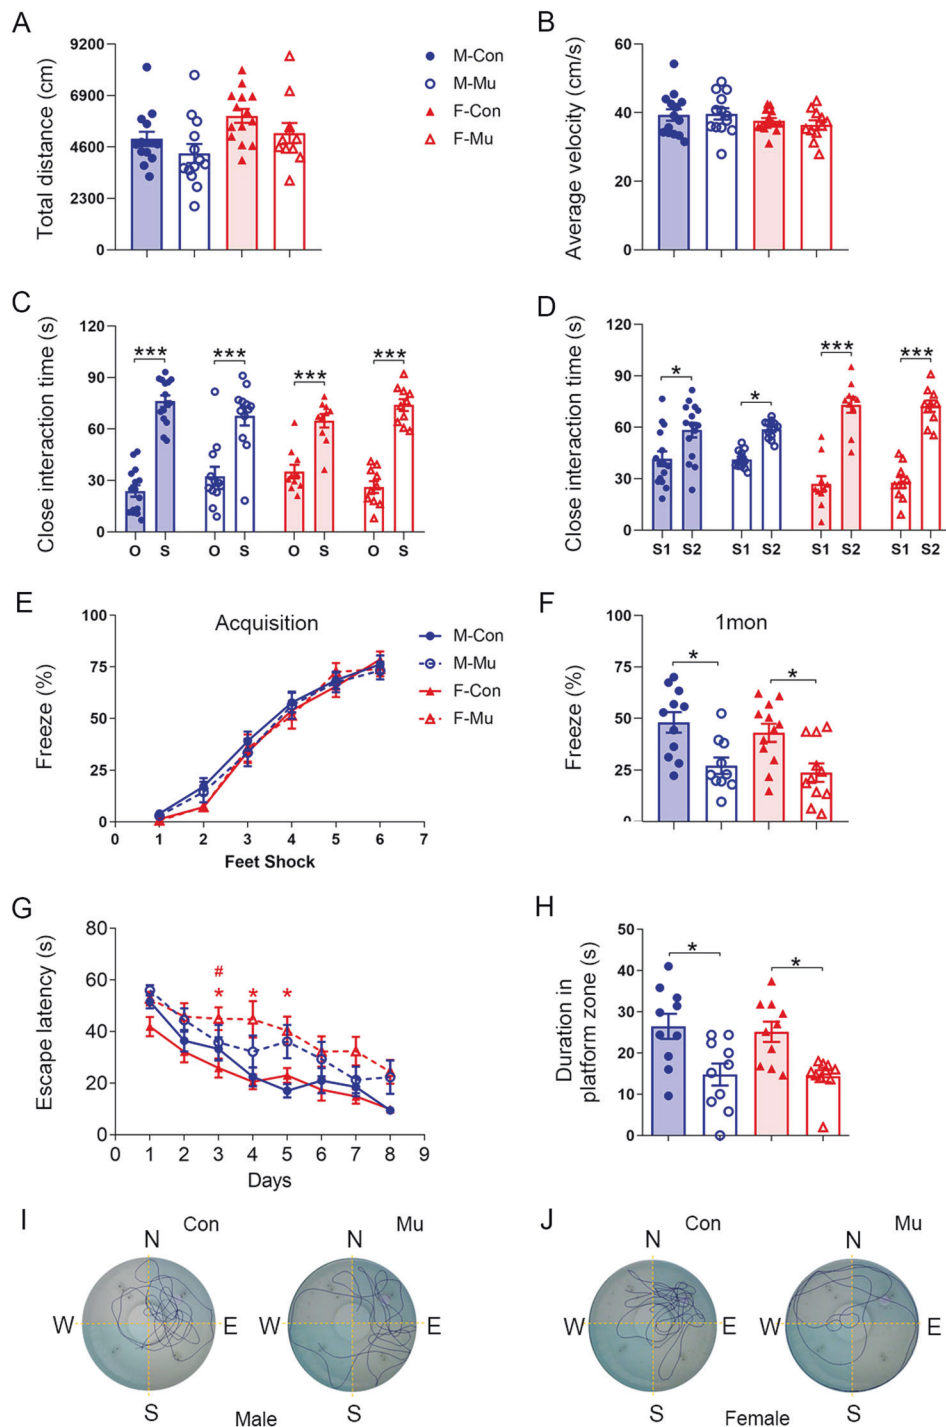 A
B
Total distance (cm)
9200
6900
4600
2300
0
M-Con
M-Mu
F-Con
F-Mu
Average velocity (cm/s)
60
40
20
0
C
D
Close interaction time (s)
120
90
60
30
0
*** *** *** ***
O S O S O S O S
Close interaction time (s)
120
90
60
30
0
* * *** ***
S1 S2 S1 S2 S1 S2 S1 S2
E
F
Acquisition
Freeze (%)
100
75
50
25
0
0 1 2 3 4 5 6 7
Feet Shock
M-Con
M-Mu
F-Con
F-Mu
1mon
Freeze (%)
100
75
50
25
0
* *
G
H
Escape latency (s)
80
60
40
20
0
#
* * *
0 1 2 3 4 5 6 7 8 9
Days
Duration in
platform zone (s)
50
40
30
20
10
0
* *
I
Con
Mu
N
N
W
E
W
E
S
S
Male
J
Con
Mu
N
N
W
E
W
E
S
S
Female